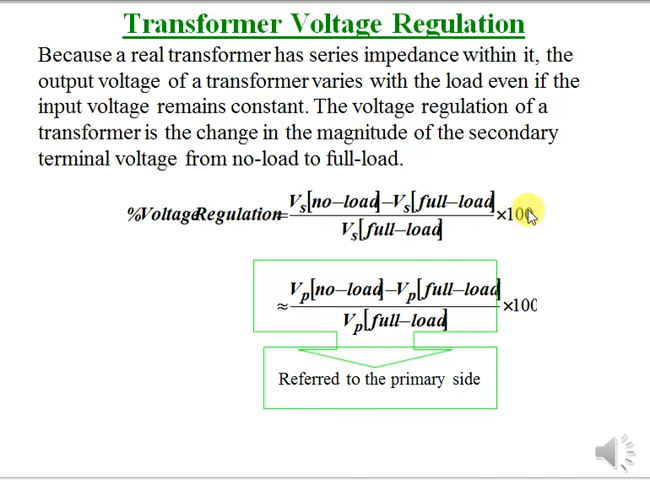 Transformer Voltage Regulation
Because a real transformer has series impedance within it, the
output voltage of a transformer varies with the load even if the
input voltage remains constant. The voltage regulation of a
transformer is the change in the magnitude of the secondary
terminal voltage from no-load to full-load.
%Voltage Regulation = Vs[no–load]–Vs[full–load] / Vs[full–load] ×100
≈ Vp[no–load]–Vp[full–load] / Vp[full–load] ×100
Referred to the primary side